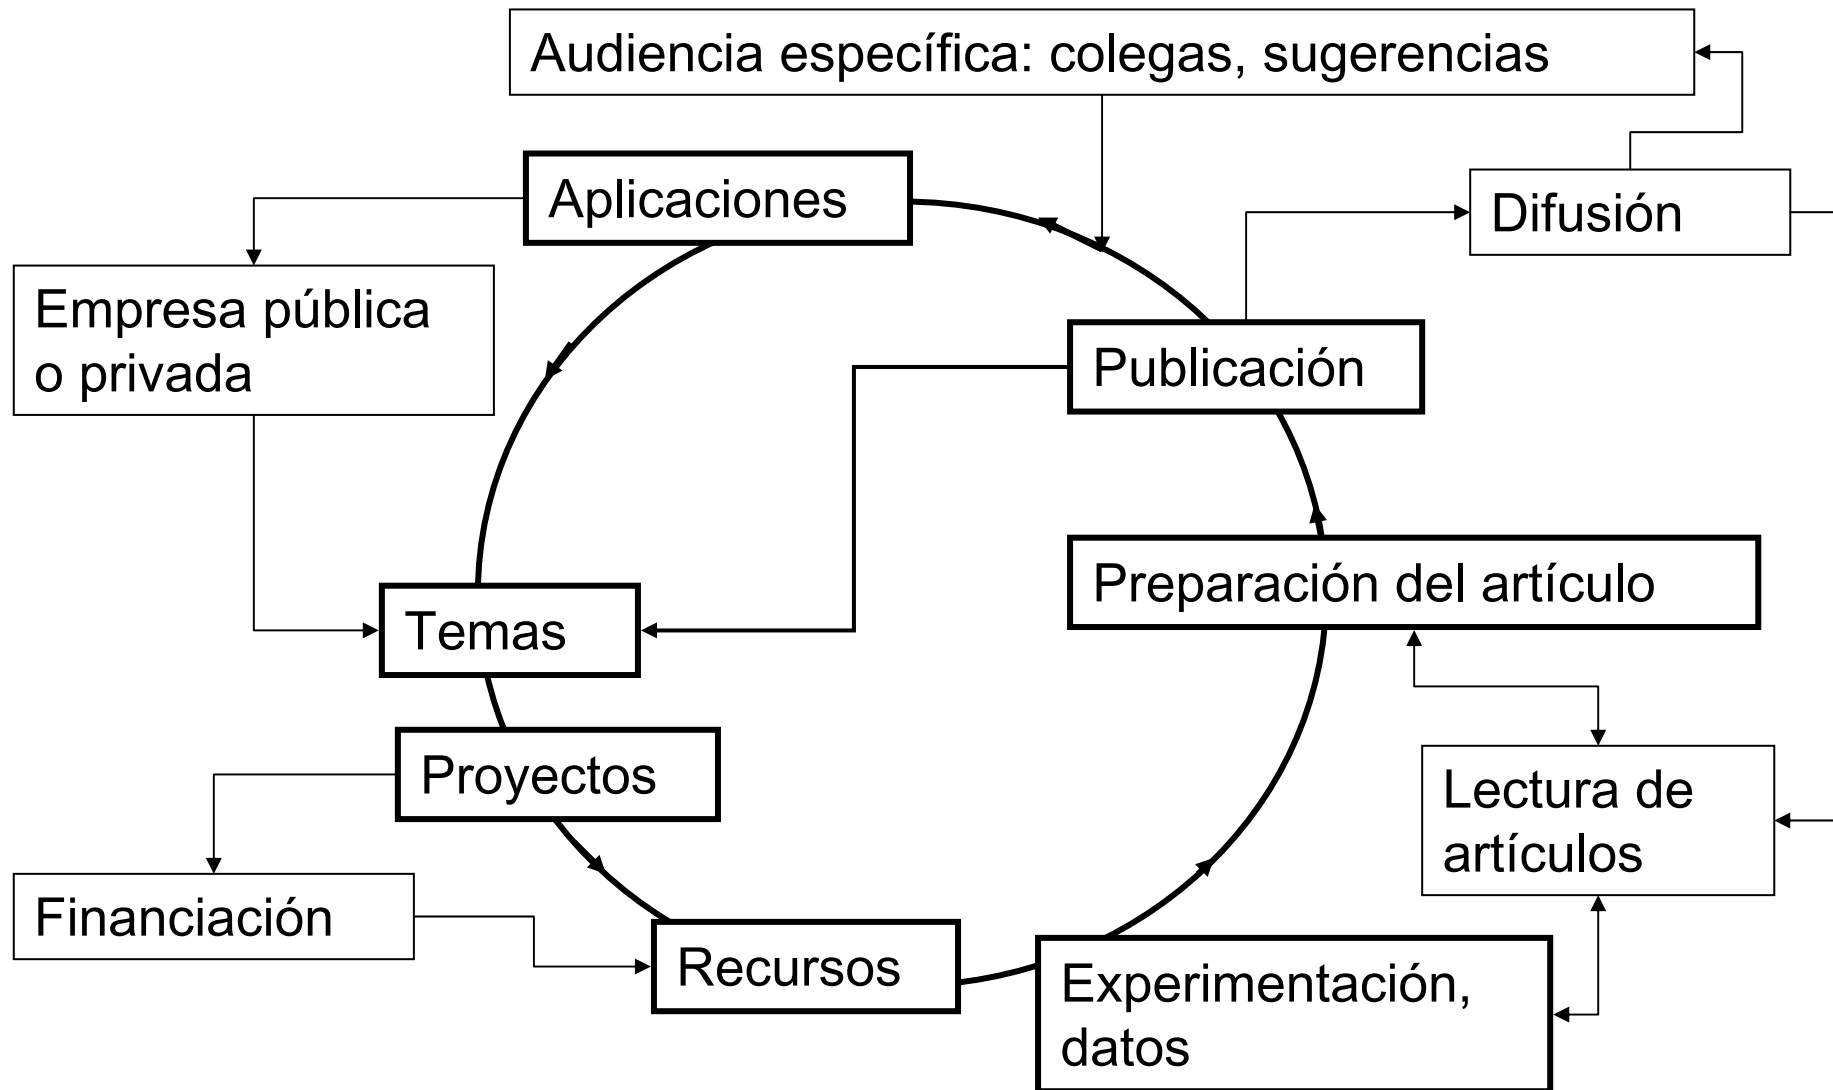 Audiencia específica: colegas, sugerencias
Aplicaciones
Difusión
Empresa pública
o privada
Publicación
Preparación del artículo
Temas
Proyectos
Lectura de
artículos
Financiación
Recursos
Experimentación,
datos